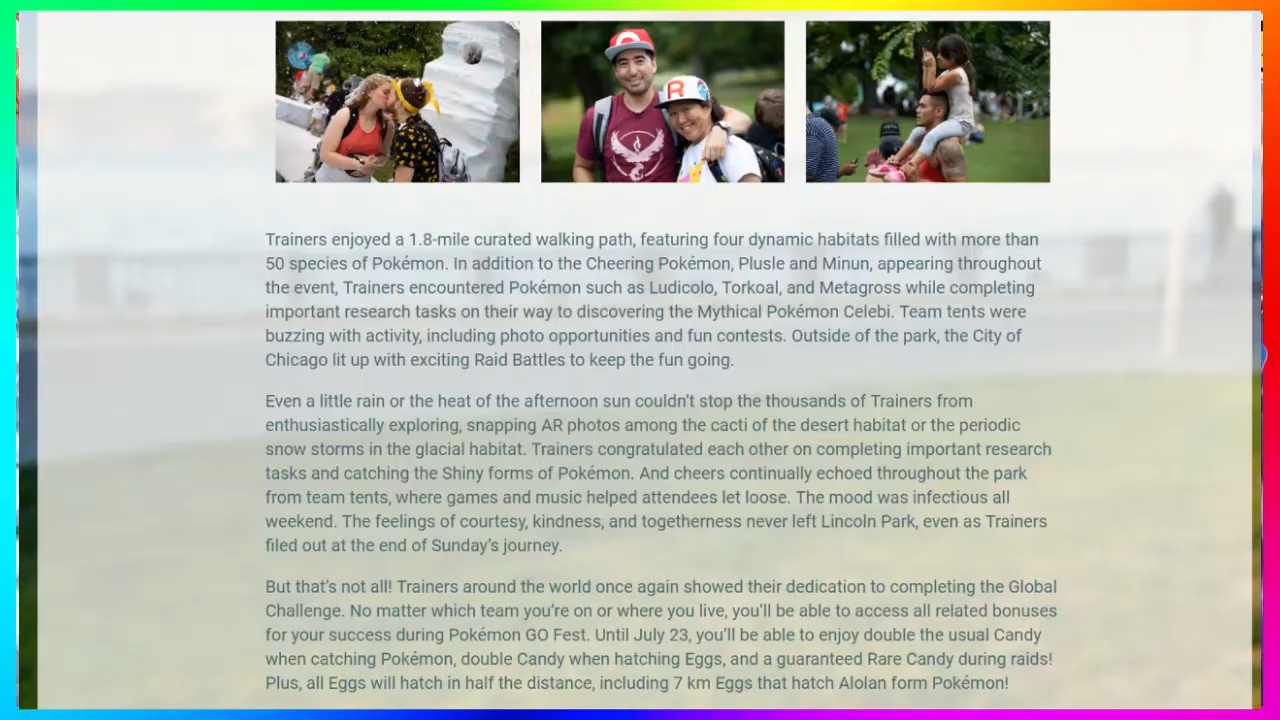 R
Trainers enjoyed a 1.8-mile curated walking path, featuring four dynamic habitats filled with more than
50 species of Pokémon. In addition to the Cheering Pokémon, Plusle and Minun, appearing throughout
the event, Trainers encountered Pokémon such as Ludicolo, Torkoal, and Metagross while completing
important research tasks on their way to discovering the Mythical Pokémon Celebi. Team tents were
buzzing with activity, including photo opportunities and fun contests. Outside of the park, the City of
Chicago lit up with exciting Raid Battles to keep the fun going.
Even a little rain or the heat of the afternoon sun couldn't stop the thousands of Trainers from
enthusiastically exploring, snapping AR photos among the cacti of the desert habitat or the periodic
snow storms in the glacial habitat. Trainers congratulated each other on completing important research
tasks and catching the Shiny forms of Pokémon. And cheers continually echoed throughout the park
from team tents, where games and music helped attendees let loose. The mood was infectious all
weekend. The feelings of courtesy, kindness, and togetherness never left Lincoln Park, even as Trainers
filed out at the end of Sunday's journey.
But that's not all! Trainers around the world once again showed their dedication to completing the Global
Challenge. No matter which team you're on or where you live, you'll be able to access all related bonuses
for your success during Pokémon GO Fest. Until July 23, you'll be able to enjoy double the usual Candy
when catching Pokémon, double Candy when hatching Eggs, and a guaranteed Rare Candy during raids!
Plus, all Eggs will hatch in half the distance, including 7 km Eggs that hatch Alolan form Pokémon!